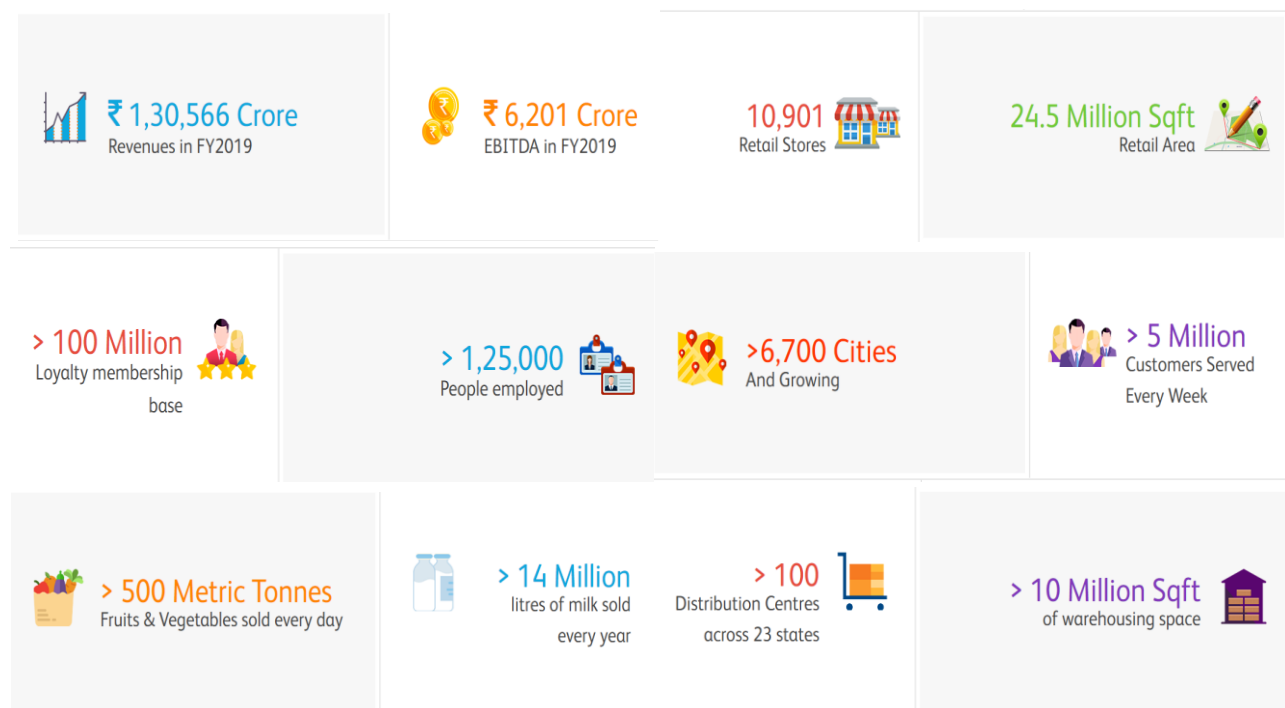 ₹ 1,30,566 Crore
Revenues in FY2019
₹ 6,201 Crore
EBITDA in FY2019
10,901
Retail Stores
24.5 Million Sqft
Retail Area
> 100 Million
Loyalty membership
base
> 1,25,000
People employed
>6,700 Cities
And Growing
> 5 Million
Customers Served
Every Week
> 500 Metric Tonnes
Fruits & Vegetables sold every day
> 14 Million
litres of milk sold
every year
> 100
Distribution Centres
across 23 states
> 10 Million Sqft
of warehousing space